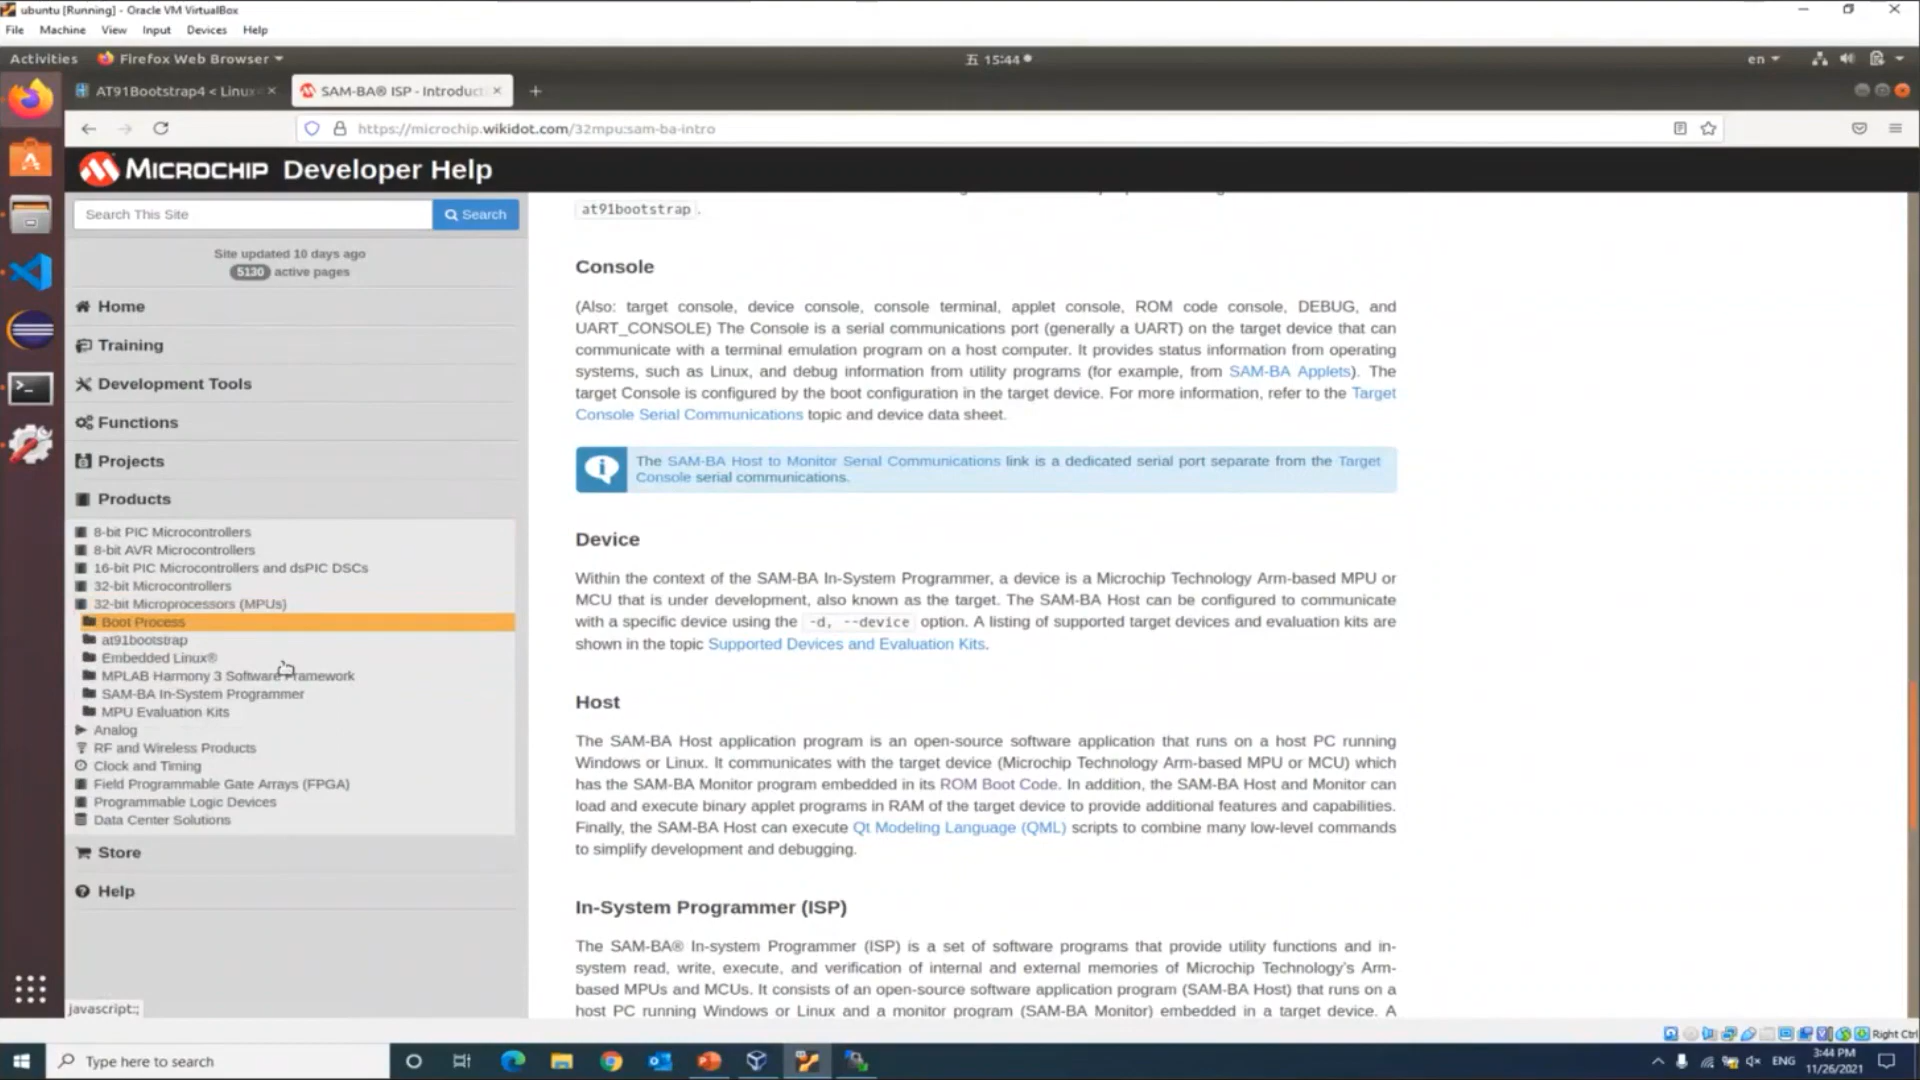 ubuntu [Running] - Oracle VM VirtualBox
File Machine View Input Devices Help
Activities Firefox Web Browser 五 15:44 en
AT91Bootstrap4 < Linux SAM-BA® ISP - Introduct
https://microchip.wikidot.com/32mpu:sam-ba-intro
MICROCHIP Developer Help
Search This Site Search
Site updated 10 days ago
5130 active pages
Home
Training
Development Tools
Functions
Projects
Products
8-bit PIC Microcontrollers
8-bit AVR Microcontrollers
16-bit PIC Microcontrollers and dsPIC DSCs
32-bit Microcontrollers
32-bit Microprocessors (MPUs)
Boot Process
at91bootstrap
Embedded Linux®
MPLAB Harmony 3 Software Framework
SAM-BA In-System Programmer
MPU Evaluation Kits
Analog
RF and Wireless Products
Clock and Timing
Field Programmable Gate Arrays (FPGA)
Programmable Logic Devices
Data Center Solutions
Store
Help
javascript:;
at91bootstrap .
Console
(Also: target console, device console, console terminal, applet console, ROM code console, DEBUG, and
UART_CONSOLE) The Console is a serial communications port (generally a UART) on the target device that can
communicate with a terminal emulation program on a host computer. It provides status information from operating
systems, such as Linux, and debug information from utility programs (for example, from SAM-BA Applets). The
target Console is configured by the boot configuration in the target device. For more information, refer to the Target
Console Serial Communications topic and device data sheet.
The SAM-BA Host to Monitor Serial Communications link is a dedicated serial port separate from the Target
Console serial communications.
Device
Within the context of the SAM-BA In-System Programmer, a device is a Microchip Technology Arm-based MPU or
MCU that is under development, also known as the target. The SAM-BA Host can be configured to communicate
with a specific device using the -d, --device option. A listing of supported target devices and evaluation kits are
shown in the topic Supported Devices and Evaluation Kits.
Host
The SAM-BA Host application program is an open-source software application that runs on a host PC running
Windows or Linux. It communicates with the target device (Microchip Technology Arm-based MPU or MCU) which
has the SAM-BA Monitor program embedded in its ROM Boot Code. In addition, the SAM-BA Host and Monitor can
load and execute binary applet programs in RAM of the target device to provide additional features and capabilities.
Finally, the SAM-BA Host can execute Qt Modeling Language (QML) scripts to combine many low-level commands
to simplify development and debugging.
In-System Programmer (ISP)
The SAM-BA® In-system Programmer (ISP) is a set of software programs that provide utility functions and in-
system read, write, execute, and verification of internal and external memories of Microchip Technology's Arm-
based MPUs and MCUs. It consists of an open-source software application program (SAM-BA Host) that runs on a
host PC running Windows or Linux and a monitor program (SAM-BA Monitor) embedded in a target device. A
Right Ctrl
Type here to search
ENG
3:44 PM
11/26/2021